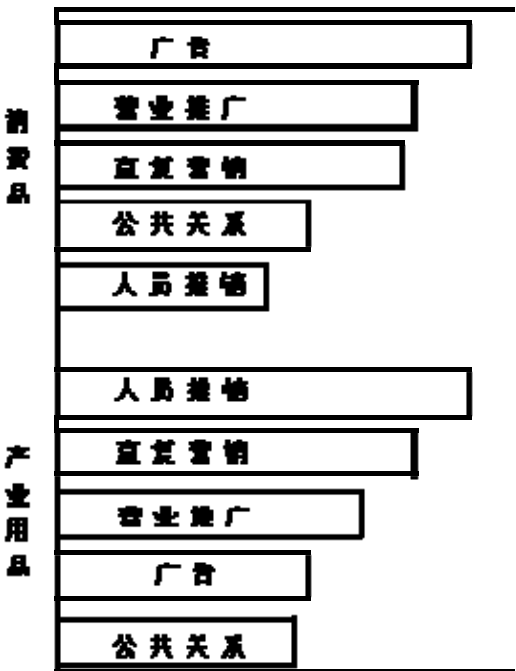 消费品
广告
营业推广
直复营销
公共关系
人员推销
产业用品
人员推销
直复营销
营业推广
广告
公共关系